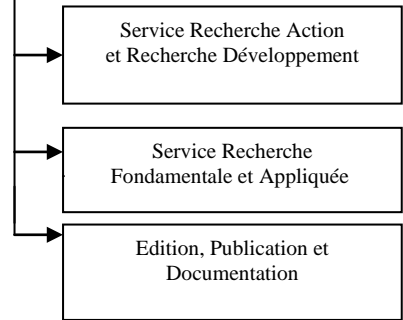 Service Recherche Action
et Recherche Développement
Service Recherche
Fondamentale et Appliquée
Edition, Publication et
Documentation